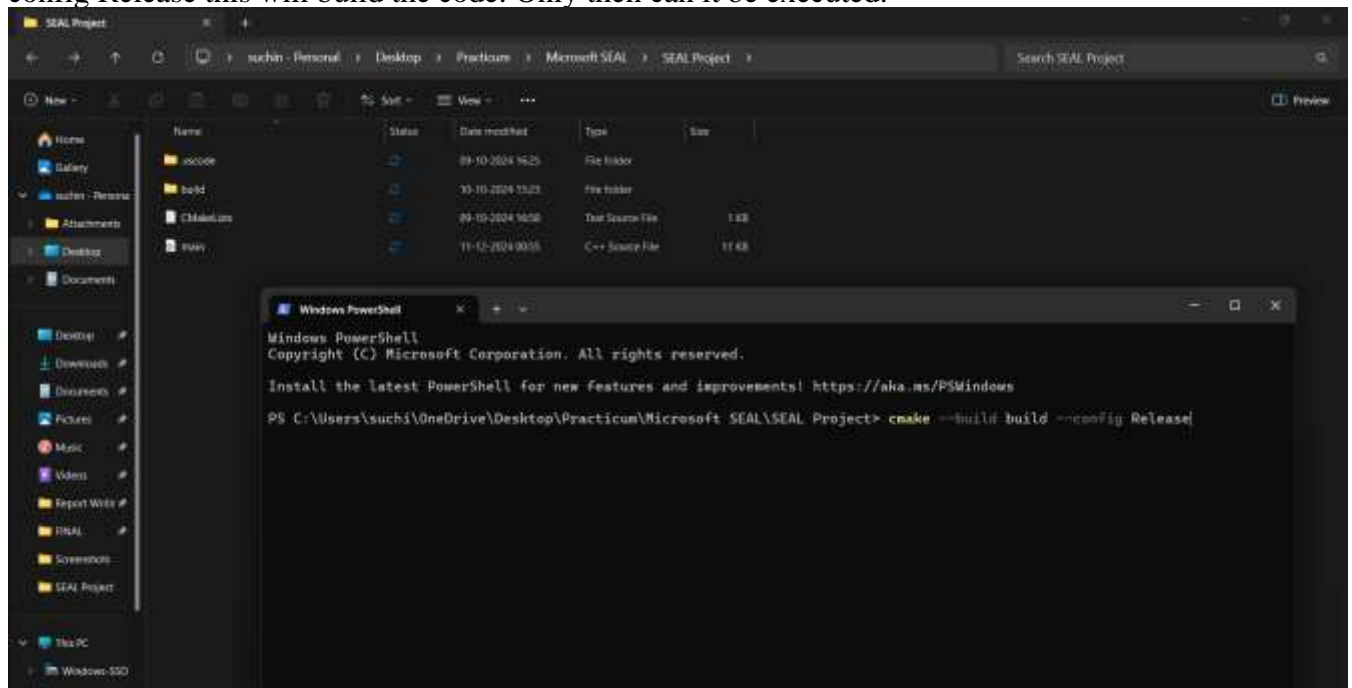 config Release this will build the code. Only then can it be executed.
SEAL Project
suchin - Personal > Desktop > Practicum > Microsoft SEAL > SEAL Project >
Search SEAL Project
New
Sort
View
Preview
Name
Status
Date modified
Type
Size
.vscode
09-10-2024 16:25
File folder
build
10-10-2024 15:23
File folder
CMakeLists
09-10-2024 16:50
Text Source File
1 KB
main
11-12-2024 00:55
C++ Source File
11 KB
Home
Gallery
suchin - Persona
Attachments
Desktop
Documents
Desktop
Downloads
Documents
Pictures
Music
Videos
Report Write
FINAL
Screenshots
SEAL Project
This PC
Windows-SSD
Windows PowerShell
Windows PowerShell
Copyright (C) Microsoft Corporation. All rights reserved.
Install the latest PowerShell for new features and improvements! https://aka.ms/PSWindows
PS C:\Users\suchi\OneDrive\Desktop\Practicum\Microsoft SEAL\SEAL Project> cmake --build build --config Release